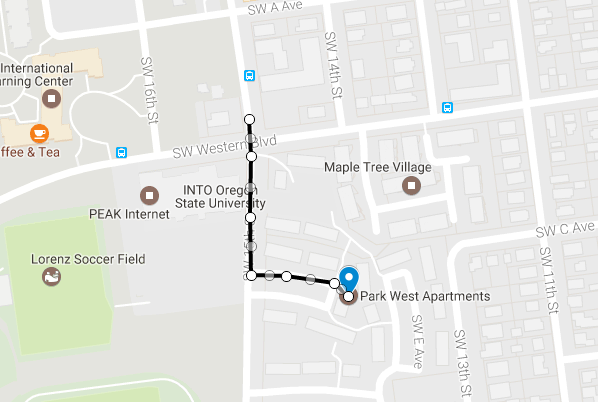 SW A Ave
International
arning Center
SW 16th St
SW 14th St
ffee & Tea
SW Western Blvd
Maple Tree Village
INTO Oregon
State University
PEAK Internet
SW C Ave
Lorenz Soccer Field
Park West Apartments
SW 11th St
SW E Ave
SW 13th St